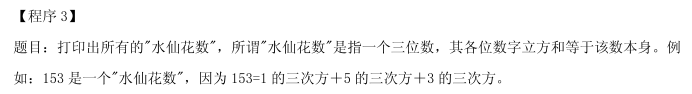 【程序 3】
题目：打印出所有的"水仙花数"，所谓"水仙花数"是指一个三位数，其各位数字立方和等于该数本身。例
如：153 是一个"水仙花数"，因为 153=1 的三次方＋5 的三次方＋3 的三次方。